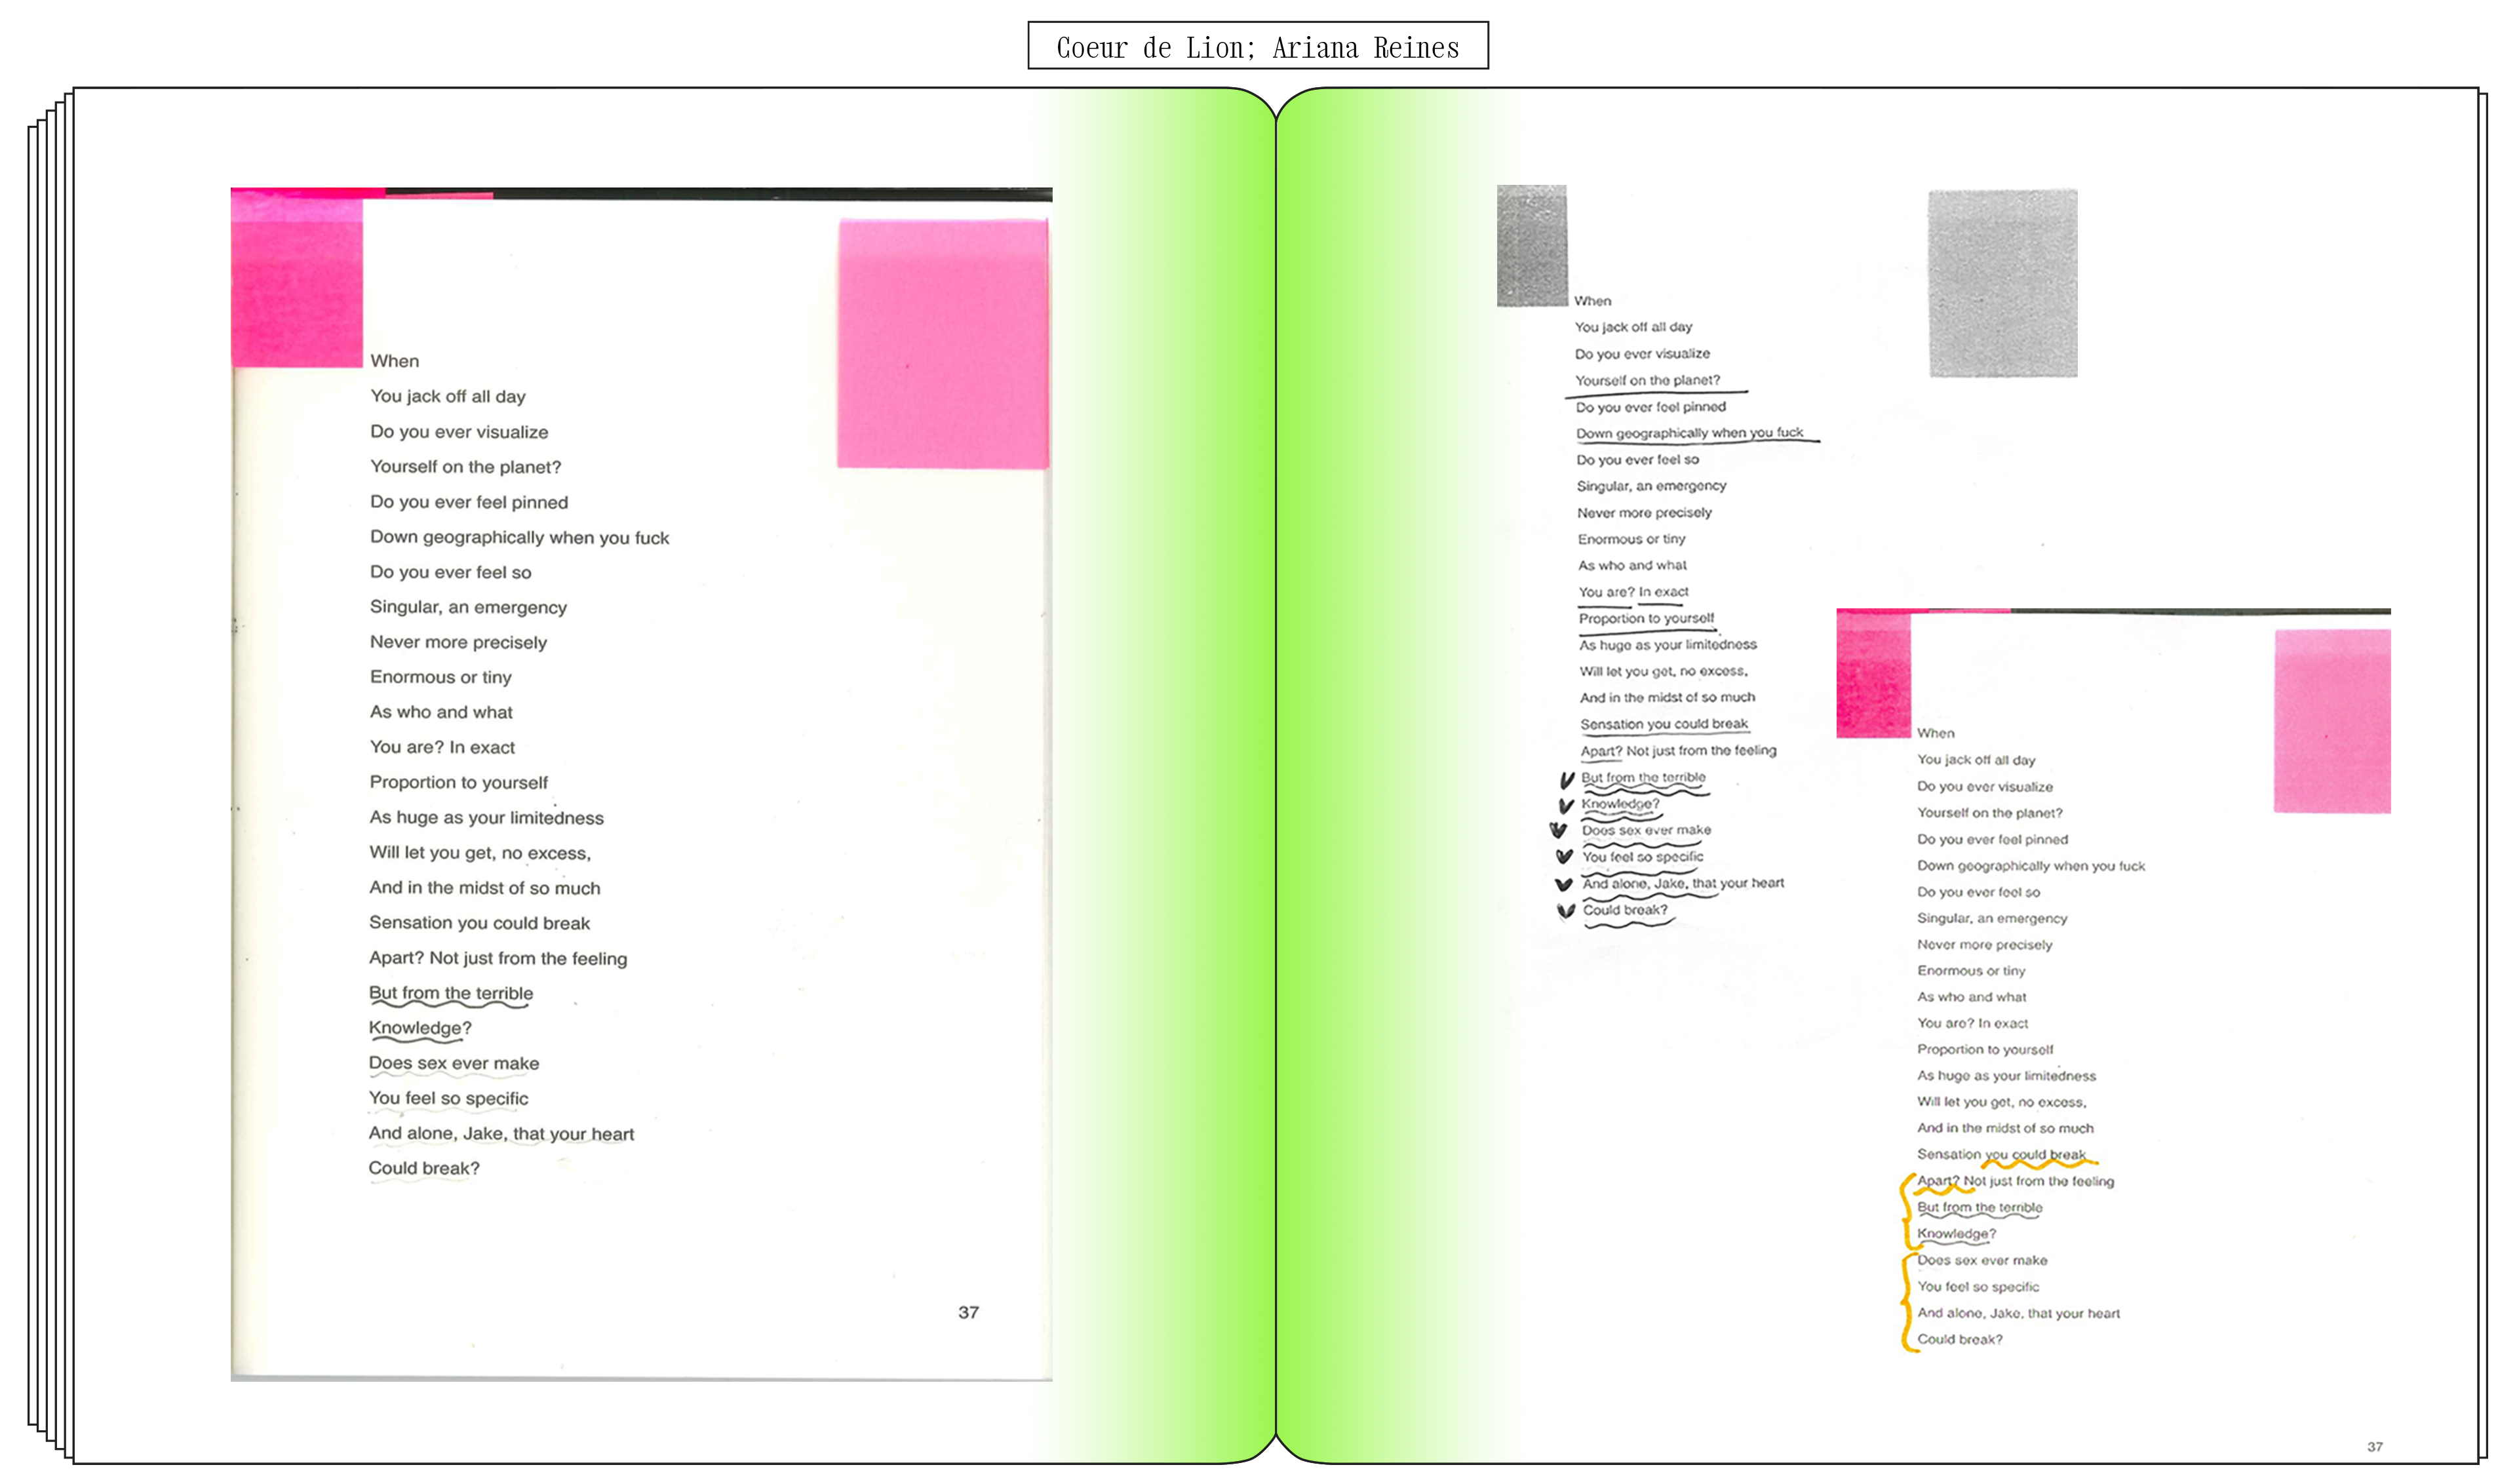 Coeur de Lion; Ariana Reines
When
You jack off all day
Do you ever visualize
Yourself on the planet?
Do you ever feel pinned
Down geographically when you fuck
Do you ever feel so
Singular, an emergency
Never more precisely
Enormous or tiny
As who and what
You are? In exact
Proportion to yourself
As huge as your limitedness
Will let you get, no excess,
And in the midst of so much
Sensation you could break
Apart? Not just from the feeling
But from the terrible
Knowledge?
Does sex ever make
You feel so specific
And alone, Jake, that your heart
Could break?
37
When
You jack off all day
Do you ever visualize
Yourself on the planet?
Do you ever feel pinned
Down geographically when you fuck
Do you ever feel so
Singular, an emergency
Never more precisely
Enormous or tiny
As who and what
You are? In exact
Proportion to yourself
As huge as your limitedness
Will let you get, no excess,
And in the midst of so much
Sensation you could break
Apart? Not just from the feeling
But from the terrible
Knowledge?
Does sex ever make
You feel so specific
And alone, Jake, that your heart
Could break?
When
You jack off all day
Do you ever visualize
Yourself on the planet?
Do you ever feel pinned
Down geographically when you fuck
Do you ever feel so
Singular, an emergency
Never more precisely
Enormous or tiny
As who and what
You are? In exact
Proportion to yourself
As huge as your limitedness
Will let you get, no excess,
And in the midst of so much
Sensation you could break
Apart? Not just from the feeling
But from the terrible
Knowledge?
Does sex ever make
You feel so specific
And alone, Jake, that your heart
Could break?
37